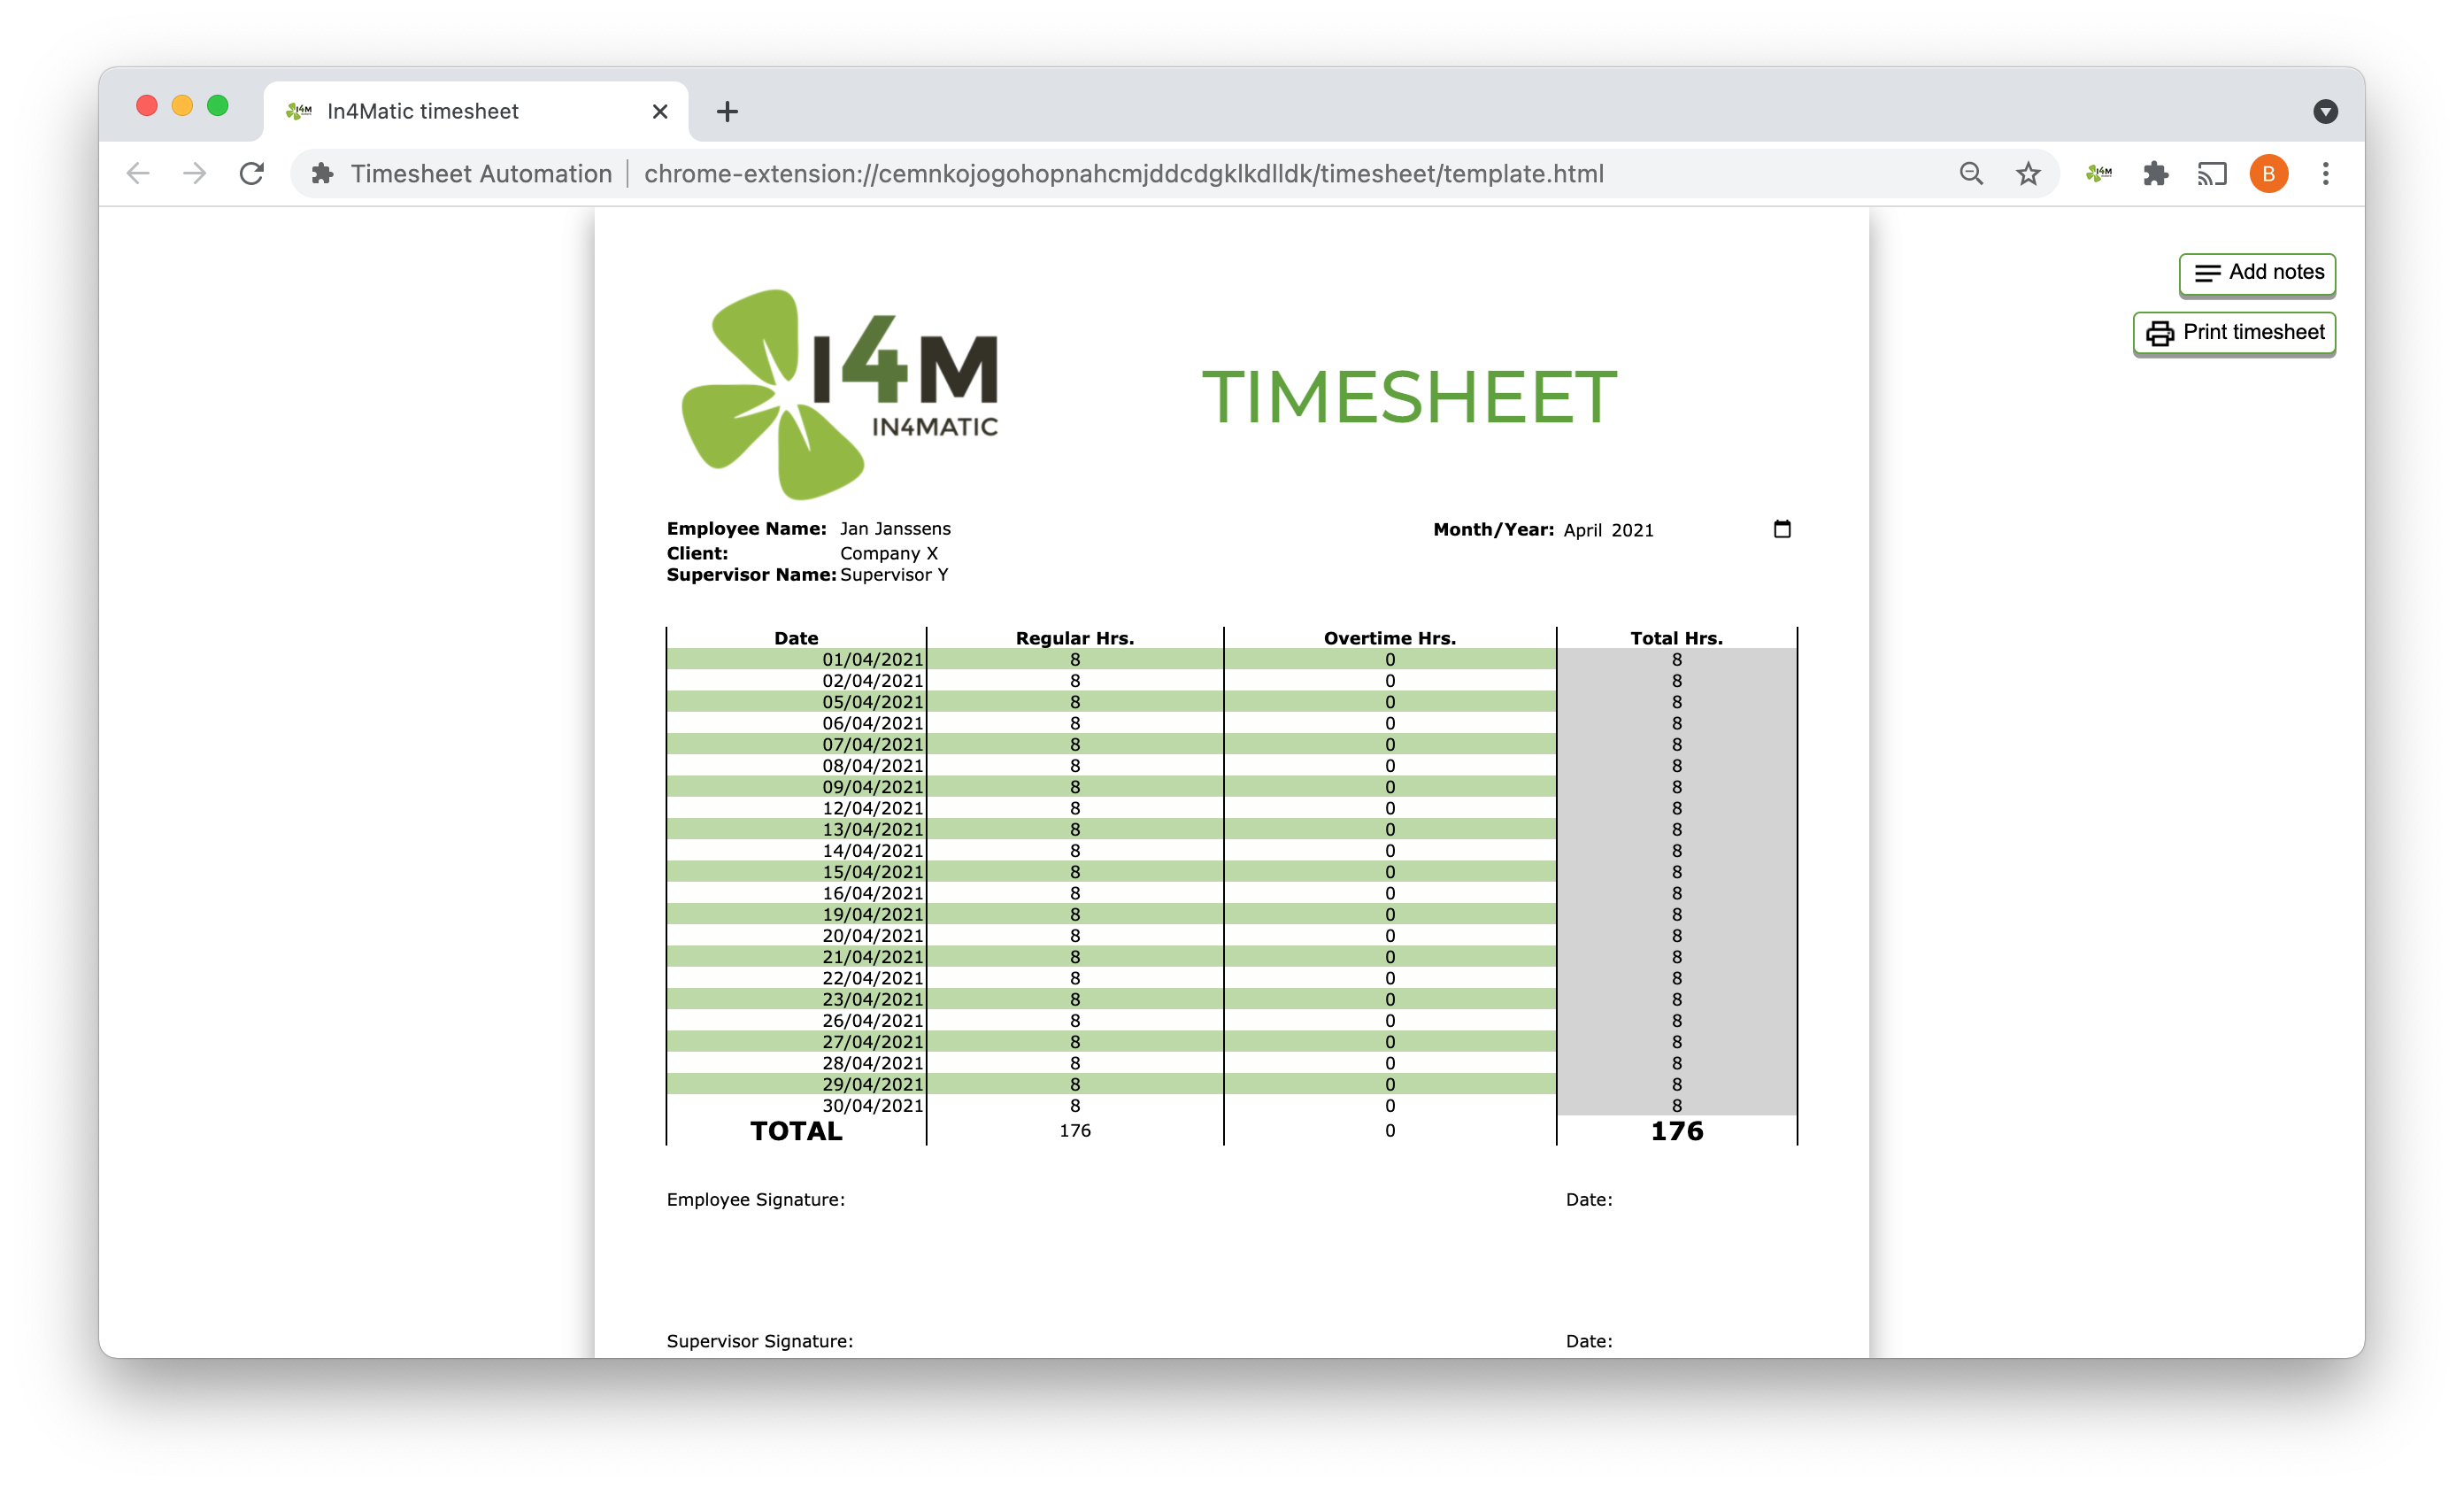 In4Matic timesheet
Timesheet Automation chrome-extension://cemnkojogohopnahcmjddcdgklkdlldk/timesheet/template.html B
Add notes
Print timesheet
I4M
IN4MATIC
TIMESHEET
Employee Name: Jan Janssens Month/Year: April 2021
Client: Company X
Supervisor Name: Supervisor Y
Date Regular Hrs. Overtime Hrs. Total Hrs.
01/04/2021 8 0 8
02/04/2021 8 0 8
05/04/2021 8 0 8
06/04/2021 8 0 8
07/04/2021 8 0 8
08/04/2021 8 0 8
09/04/2021 8 0 8
12/04/2021 8 0 8
13/04/2021 8 0 8
14/04/2021 8 0 8
15/04/2021 8 0 8
16/04/2021 8 0 8
19/04/2021 8 0 8
20/04/2021 8 0 8
21/04/2021 8 0 8
22/04/2021 8 0 8
23/04/2021 8 0 8
26/04/2021 8 0 8
27/04/2021 8 0 8
28/04/2021 8 0 8
29/04/2021 8 0 8
30/04/2021 8 0 8
TOTAL 176 0 176
Employee Signature: Date:
Supervisor Signature: Date: